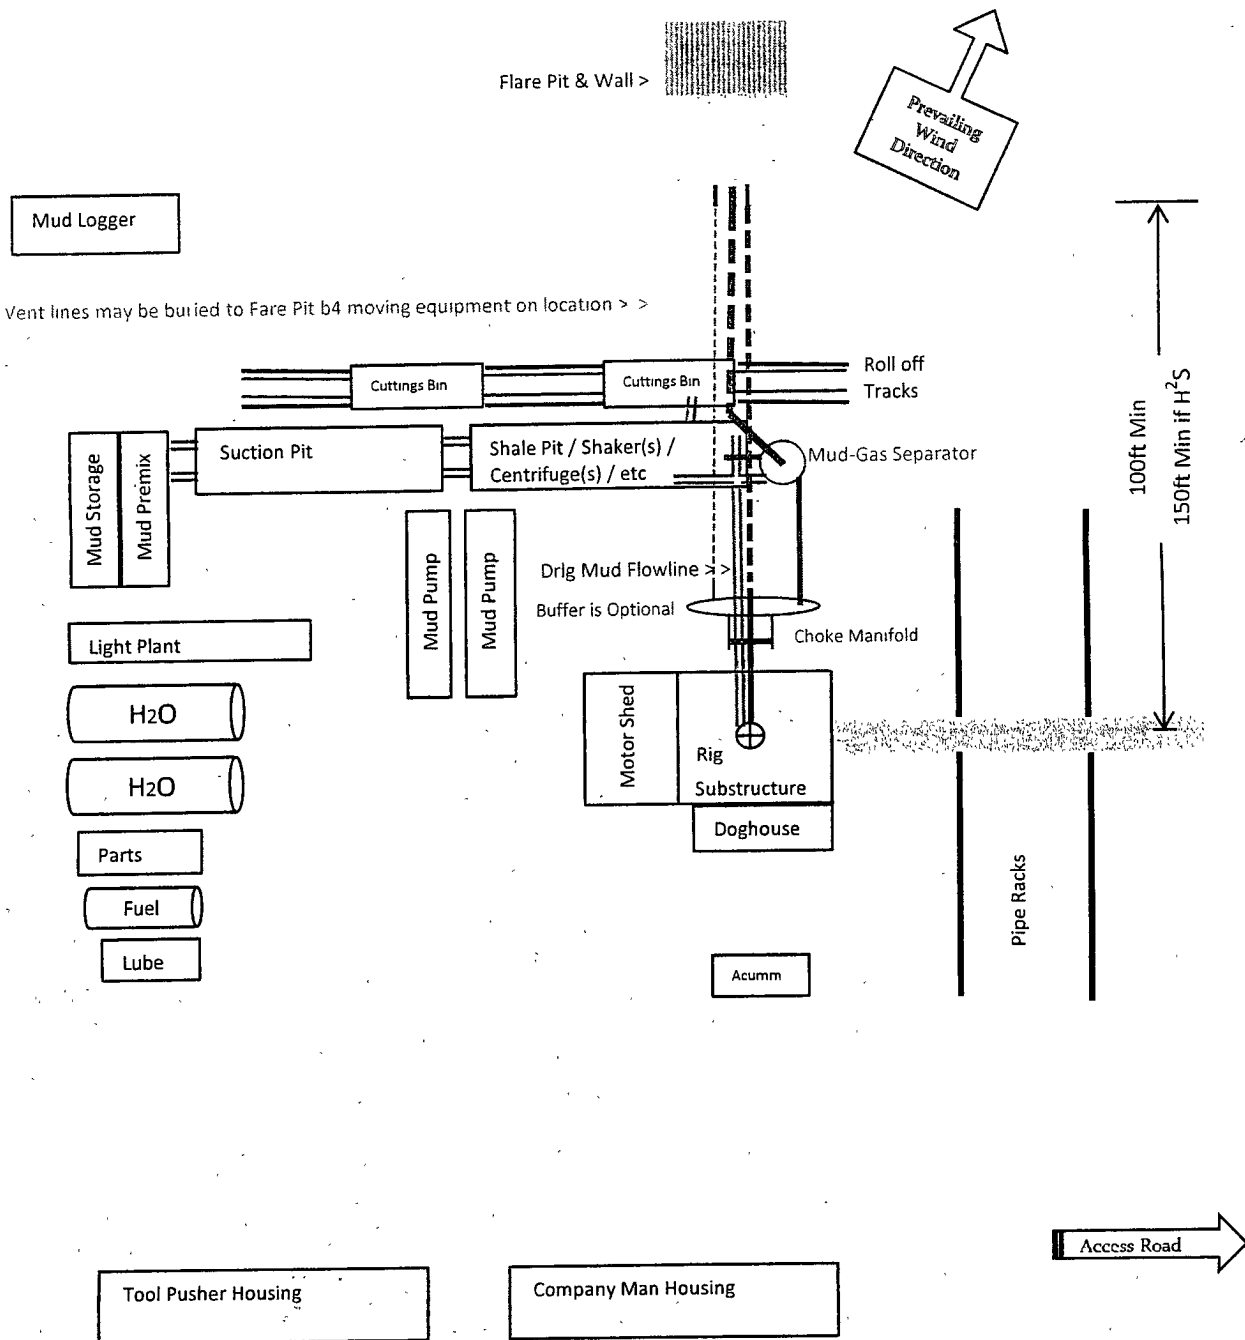 Flare Pit & Wall >
Prevailing
Wind
Direction
Mud Logger
Vent lines may be buried to Fare Pit b4 moving equipment on location > >
Cuttings Bin
Cuttings Bin
Roll off
Tracks
100ft Min
150ft Min if H²S
Mud Storage
Mud Premix
Suction Pit
Shale Pit / Shaker(s) /
Centrifuge(s) / etc
Mud-Gas Separator
Mud Pump
Mud Pump
Drlg Mud Flowline > >
Buffer is Optional
Choke Manifold
Light Plant
H2O
H2O
Motor Shed
Rig
Substructure
Doghouse
Parts
Fuel
Lube
Acumm
Pipe Racks
Access Road
Tool Pusher Housing
Company Man Housing